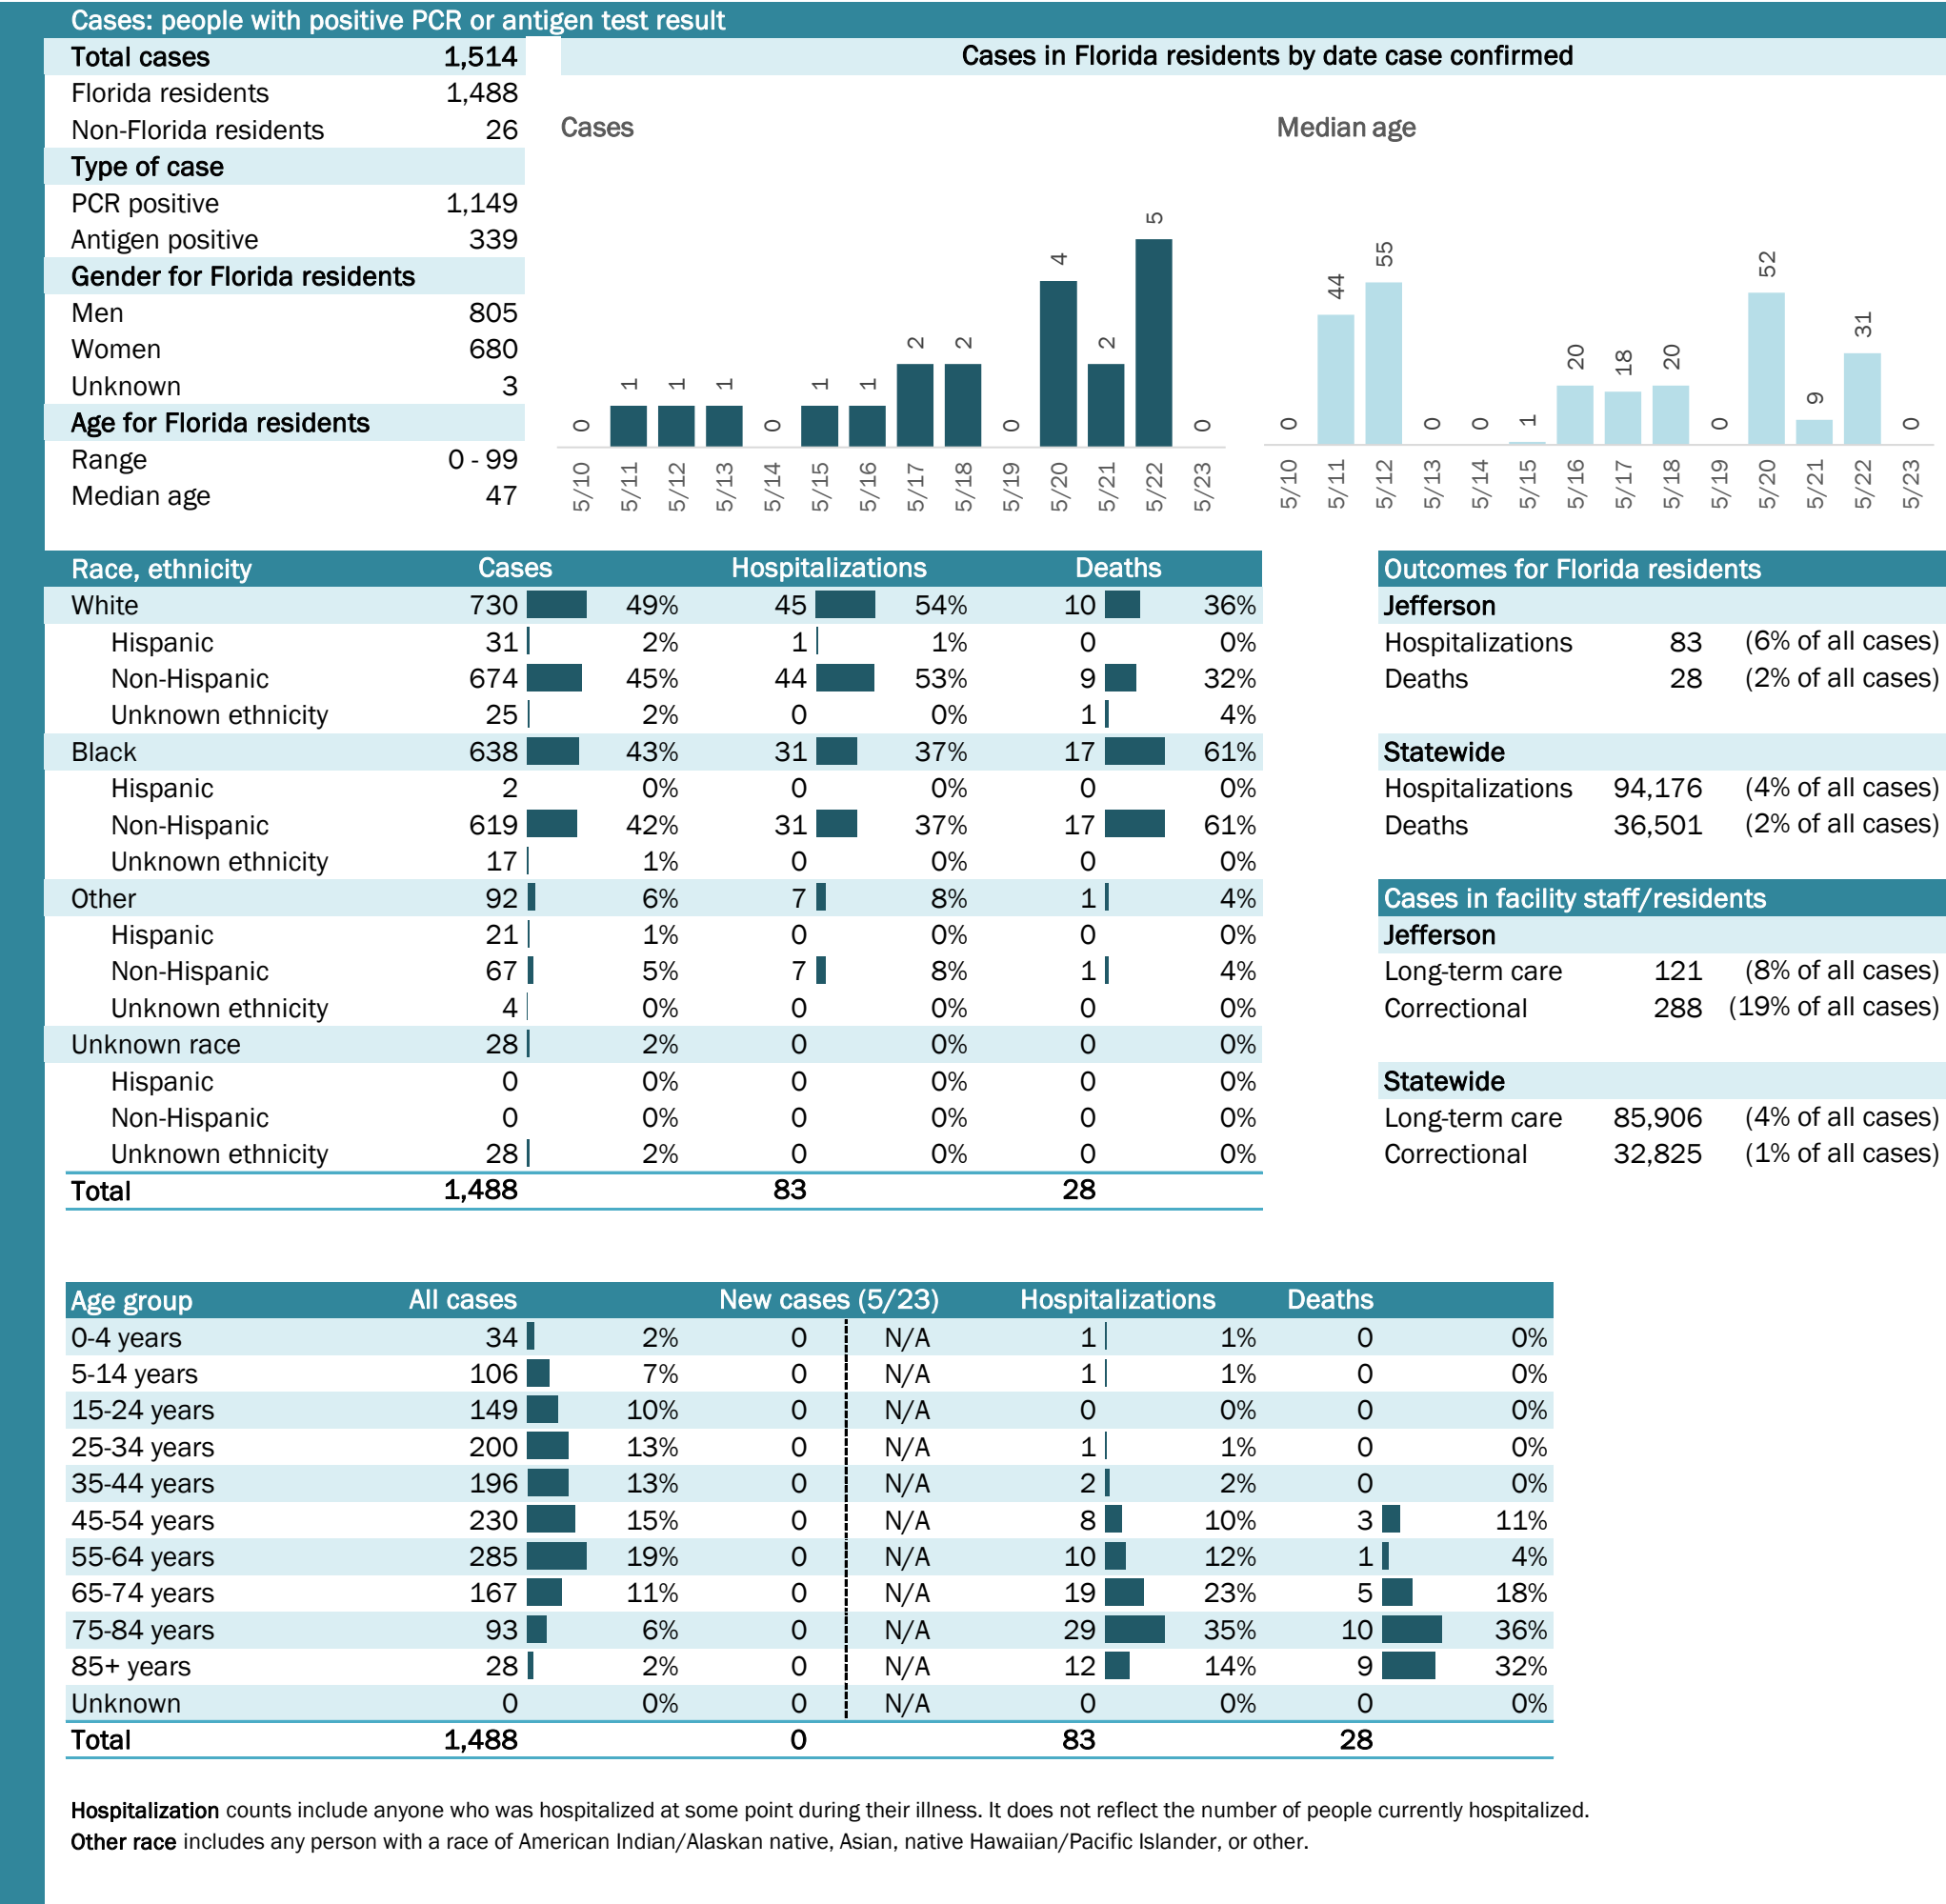 Cases: people with positive PCR or antigen test result
Total cases 1,514
Florida residents 1,488
Non-Florida residents 26
Type of case
PCR positive 1,149
Antigen positive 339
Gender for Florida residents
Men 805
Women 680
Unknown 3
Age for Florida residents
Range 0 - 99
Median age 47
Cases in Florida residents by date case confirmed
Cases
0 1 1 1 0 1 1 2 2 0 4 2 5 0
5/10 5/11 5/12 5/13 5/14 5/15 5/16 5/17 5/18 5/19 5/20 5/21 5/22 5/23
Median age
0 44 55 0 0 1 20 18 20 0 52 9 31 0
5/10 5/11 5/12 5/13 5/14 5/15 5/16 5/17 5/18 5/19 5/20 5/21 5/22 5/23
Race, ethnicity Cases Hospitalizations Deaths
White 730 49% 45 54% 10 36%
Hispanic 31 2% 1 1% 0 0%
Non-Hispanic 674 45% 44 53% 9 32%
Unknown ethnicity 25 2% 0 0% 1 4%
Black 638 43% 31 37% 17 61%
Hispanic 2 0% 0 0% 0 0%
Non-Hispanic 619 42% 31 37% 17 61%
Unknown ethnicity 17 1% 0 0% 0 0%
Other 92 6% 7 8% 1 4%
Hispanic 21 1% 0 0% 0 0%
Non-Hispanic 67 5% 7 8% 1 4%
Unknown ethnicity 4 0% 0 0% 0 0%
Unknown race 28 2% 0 0% 0 0%
Hispanic 0 0% 0 0% 0 0%
Non-Hispanic 0 0% 0 0% 0 0%
Unknown ethnicity 28 2% 0 0% 0 0%
Total 1,488 83 28
Outcomes for Florida residents
Jefferson
Hospitalizations 83 (6% of all cases)
Deaths 28 (2% of all cases)
Statewide
Hospitalizations 94,176 (4% of all cases)
Deaths 36,501 (2% of all cases)
Cases in facility staff/residents
Jefferson
Long-term care 121 (8% of all cases)
Correctional 288 (19% of all cases)
Statewide
Long-term care 85,906 (4% of all cases)
Correctional 32,825 (1% of all cases)
Age group All cases New cases (5/23) Hospitalizations Deaths
0-4 years 34 2% 0 N/A 1 1% 0 0%
5-14 years 106 7% 0 N/A 1 1% 0 0%
15-24 years 149 10% 0 N/A 0 0% 0 0%
25-34 years 200 13% 0 N/A 1 1% 0 0%
35-44 years 196 13% 0 N/A 2 2% 0 0%
45-54 years 230 15% 0 N/A 8 10% 3 11%
55-64 years 285 19% 0 N/A 10 12% 1 4%
65-74 years 167 11% 0 N/A 19 23% 5 18%
75-84 years 93 6% 0 N/A 29 35% 10 36%
85+ years 28 2% 0 N/A 12 14% 9 32%
Unknown 0 0% 0 N/A 0 0% 0 0%
Total 1,488 0 83 28
Hospitalization counts include anyone who was hospitalized at some point during their illness. It does not reflect the number of people currently hospitalized.
Other race includes any person with a race of American Indian/Alaskan native, Asian, native Hawaiian/Pacific Islander, or other.